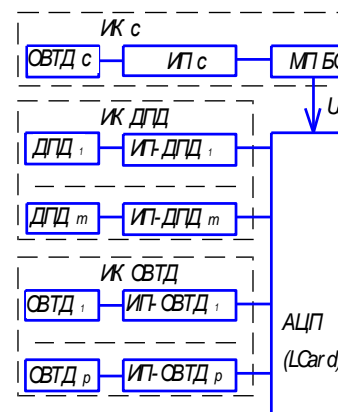 ИК с
ОВТД с ИП с МП БО
U
ИК ДПД
ДПД 1 ИП-ДПД 1
ДПД m ИП-ДПД m
ИК ОВТД
ОВТД 1 ИП-ОВТД 1
АЦП
(LCard)
ОВТД р ИП-ОВТД р